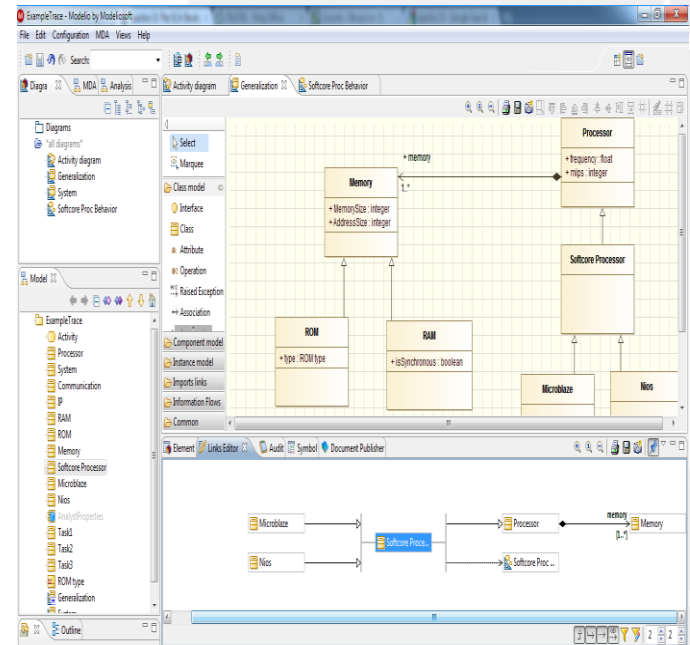 ExampleTrace - Modelio by Modeliosoft
File Edit Configuration MDA Views Help
Search:
Diagra MDA Analysis
Activity diagram Generalization Softcore Proc Behavior
Diagrams
"all diagrams"
Activity diagram
Generalization
System
Softcore Proc Behavior
Select
Marquee
Class model
Interface
Class
Attribute
Operation
Raised Exception
Association
Component model
Instance model
Imports links
Information Flows
Common
Processor
+ frequency : float
+ mips : integer
+ memory
1..*
Memory
+ MemorySize : integer
+ AddressSize : integer
Softcore Processor
ROM
+ type : ROM type
RAM
+ isSynchronous : boolean
Microblaze
Nios
Model
ExampleTrace
Activity
Processor
System
Communication
IP
RAM
ROM
Memory
Softcore Processor
Microblaze
Nios
AnalystProperties
Task1
Task2
Task3
ROM type
Generalization
System
Outline
Element Links Editor Audit Symbol Document Publisher
Microblaze
Nios
Softcore Proce...
Processor
Softcore Proc ...
memory
[1..*]
Memory
2 2